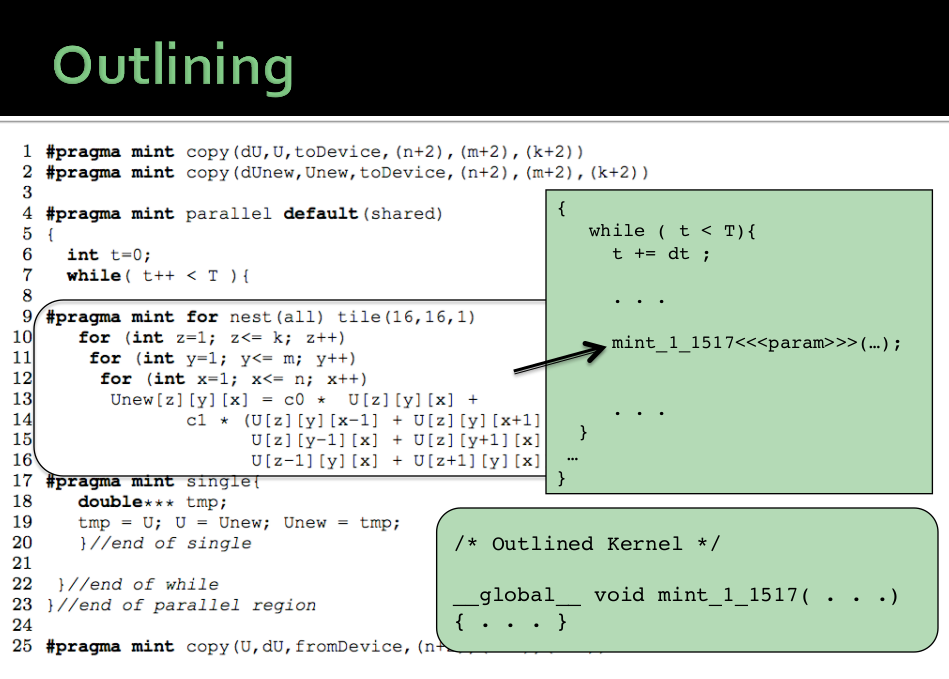 Outlining
1 #pragma mint copy(dU,U,toDevice,(n+2),(m+2),(k+2))
2 #pragma mint copy(dUnew,Unew,toDevice,(n+2),(m+2),(k+2))
3
4 #pragma mint parallel default(shared)
5 {
6 int t=0;
7 while( t++ < T ){
8
9 #pragma mint for nest(all) tile(16,16,1)
10 for (int z=1; z<= k; z++)
11 for (int y=1; y<= m; y++)
12 for (int x=1; x<= n; x++)
13 Unew[z][y][x] = c0 * U[z][y][x] +
14 c1 * (U[z][y][x-1] + U[z][y][x+1]
15 U[z][y-1][x] + U[z][y+1][x]
16 U[z-1][y][x] + U[z+1][y][x]
17 #pragma mint single{
18 double*** tmp;
19 tmp = U; U = Unew; Unew = tmp;
20 }//end of single
21
22 }//end of while
23 }//end of parallel region
24
25 #pragma mint copy(U,dU,fromDevice,(n+
{
while ( t < T){
t += dt ;
. . .
mint_1_1517<<<param>>>(…);
. . .
}
…
}
/* Outlined Kernel */
__global__ void mint_1_1517( . . .)
{ . . . }